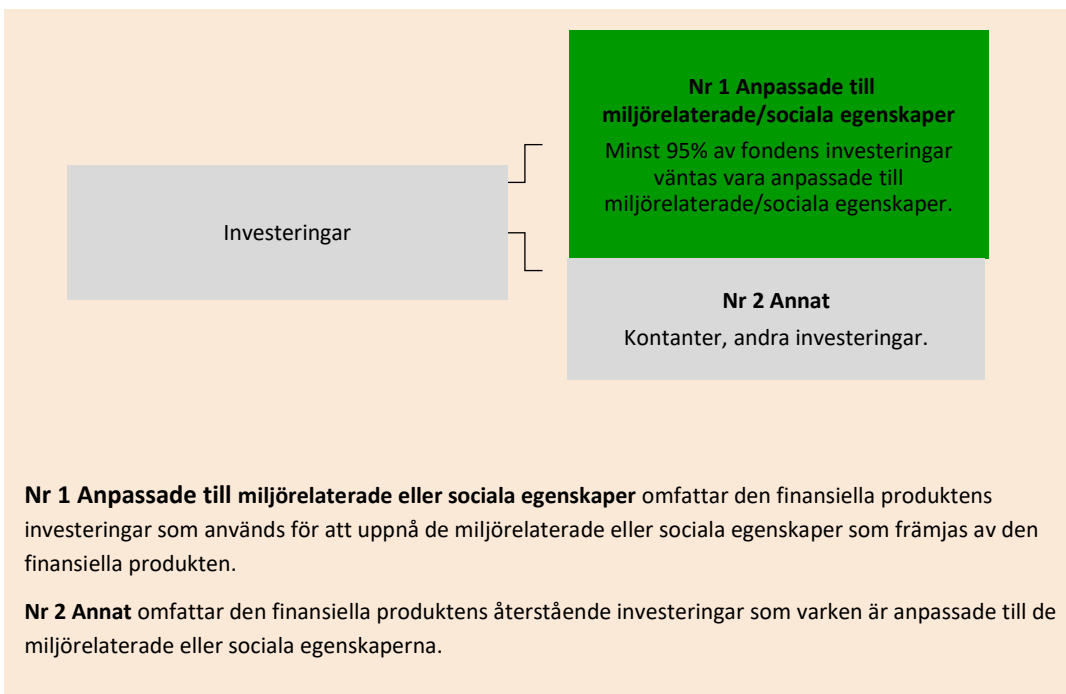 Nr 1 Anpassade till
miljörelaterade/sociala egenskaper
Minst 95% av fondens investeringar
väntas vara anpassade till
miljörelaterade/sociala egenskaper.
Investeringar
Nr 2 Annat
Kontanter, andra investeringar.
Nr 1 Anpassade till miljörelaterade eller sociala egenskaper omfattar den finansiella produktens
investeringar som används för att uppnå de miljörelaterade eller sociala egenskaper som främjas av den
finansiella produkten.
Nr 2 Annat omfattar den finansiella produktens återstående investeringar som varken är anpassade till de
miljörelaterade eller sociala egenskaperna.